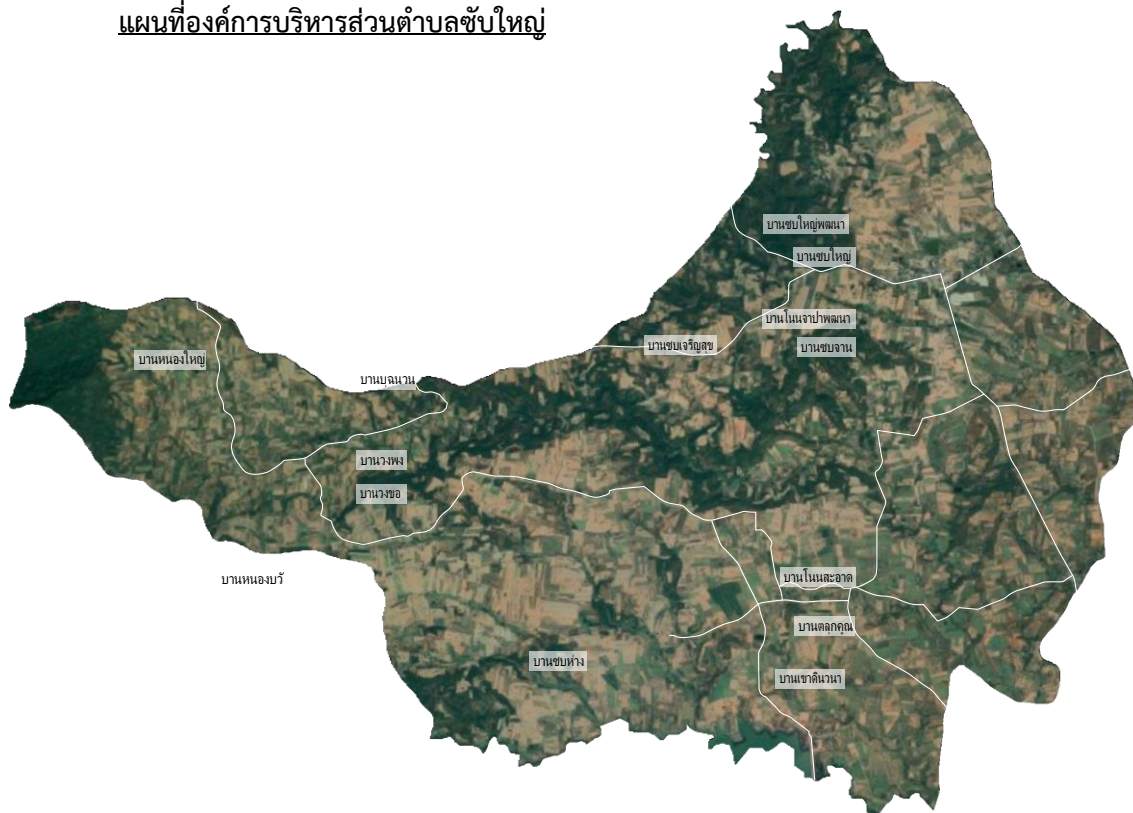 แผนที่องค์การบริหารส่วนตำบลซับใหญ่
บานซบใหญ่พฒนา
บานซบใหญ่
บานโนนจาปาพฒนา
บานซบเจริญสุข
บานซบจาน
บานหนองใหญ่
บานบุฉนวน
บานวงพง
บานวงขอ
บานหนองบวั
บานโนนสะอาด
บานตลุกคูณ
บานซบหาง
บานเขาดินวนา